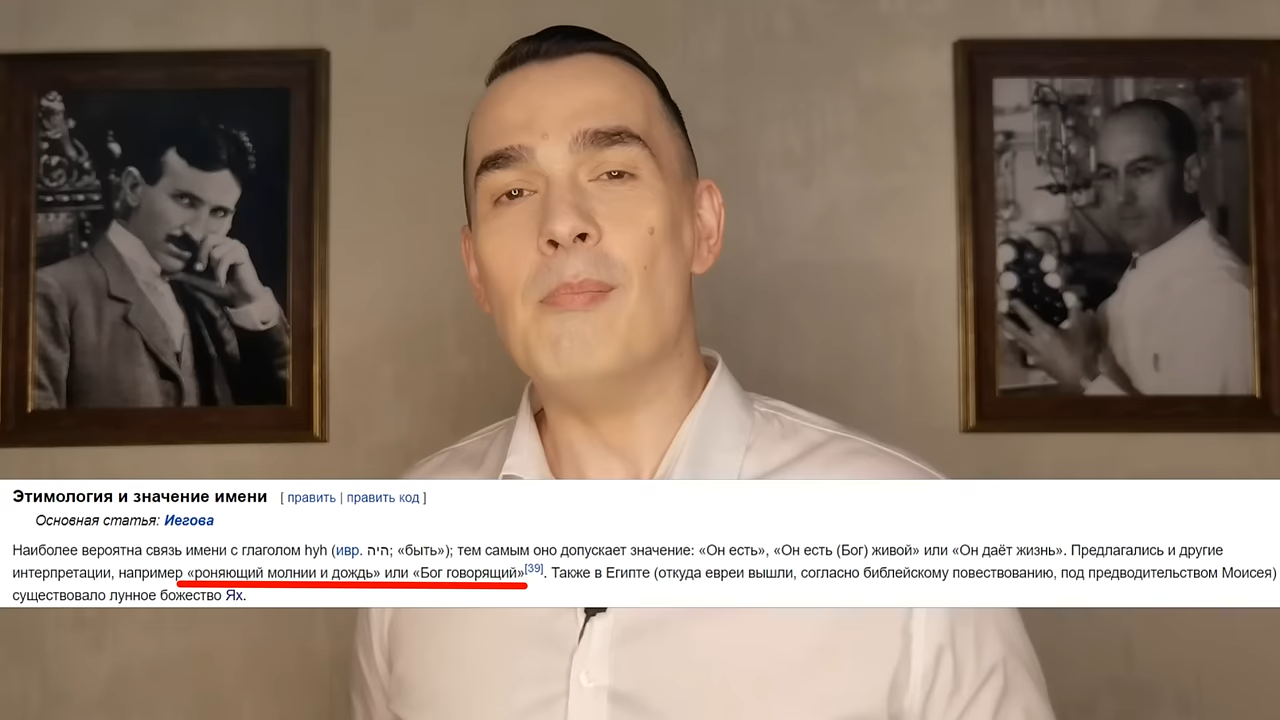 Этимология и значение имени [ править | править код ]
Основная статья: Иегова
Наиболее вероятна связь имени с глаголом hyh (ивр. היה; «быть»); тем самым оно допускает значение: «Он есть», «Он есть (Бог) живой» или «Он даёт жизнь». Предлагались и другие
интерпретации, например «роняющий молнии и дождь» или «Бог говорящий»[39]. Также в Египте (откуда евреи вышли, согласно библейскому повествованию, под предводительством Моисея)
существовало лунное божество Ях.